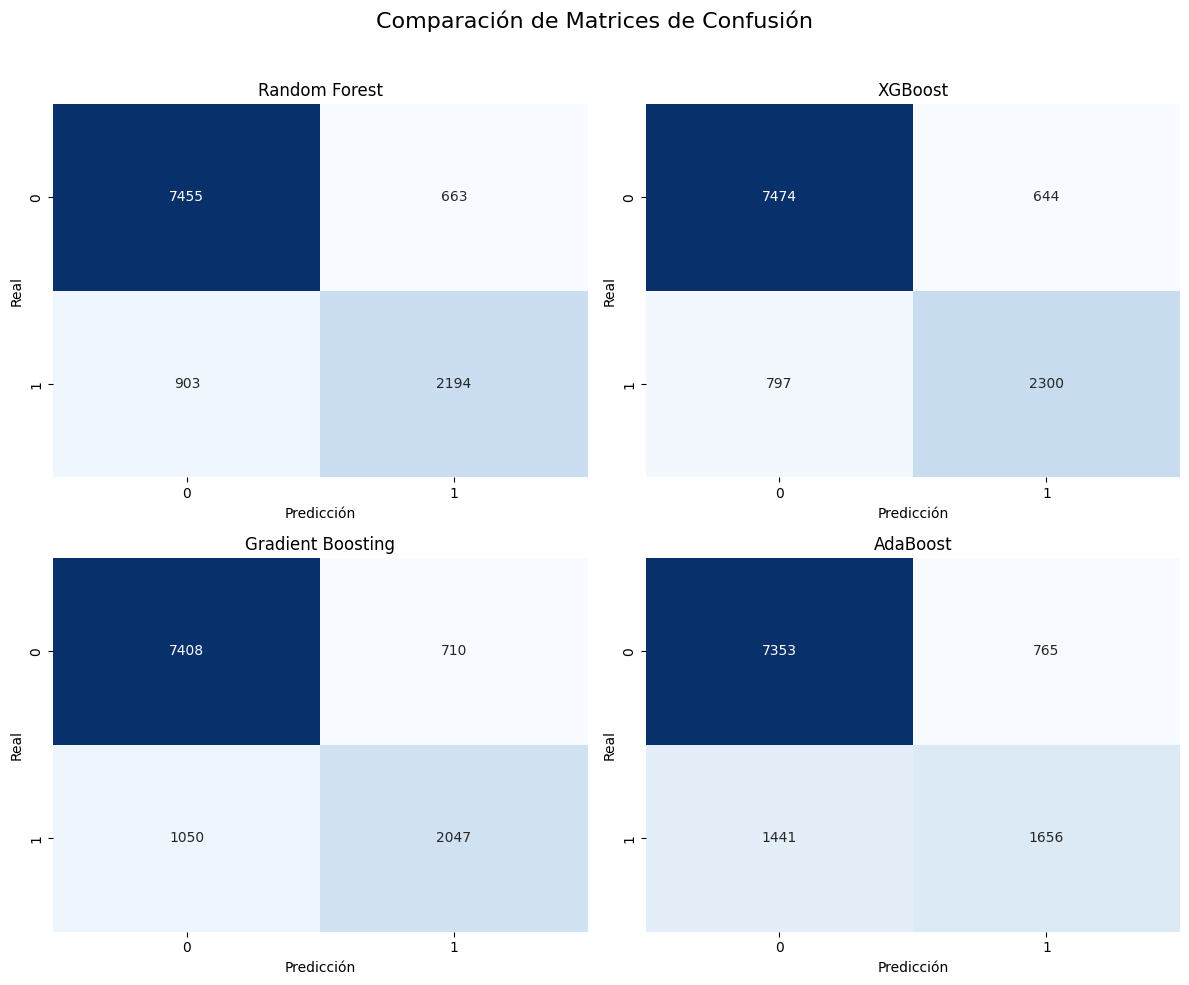 Comparación de Matrices de Confusión
Random Forest
0
7455
663
Real
1
903
2194
0
1
Predicción
XGBoost
0
7474
644
Real
1
797
2300
0
1
Predicción
Gradient Boosting
0
7408
710
Real
1
1050
2047
0
1
Predicción
AdaBoost
0
7353
765
Real
1
1441
1656
0
1
Predicción